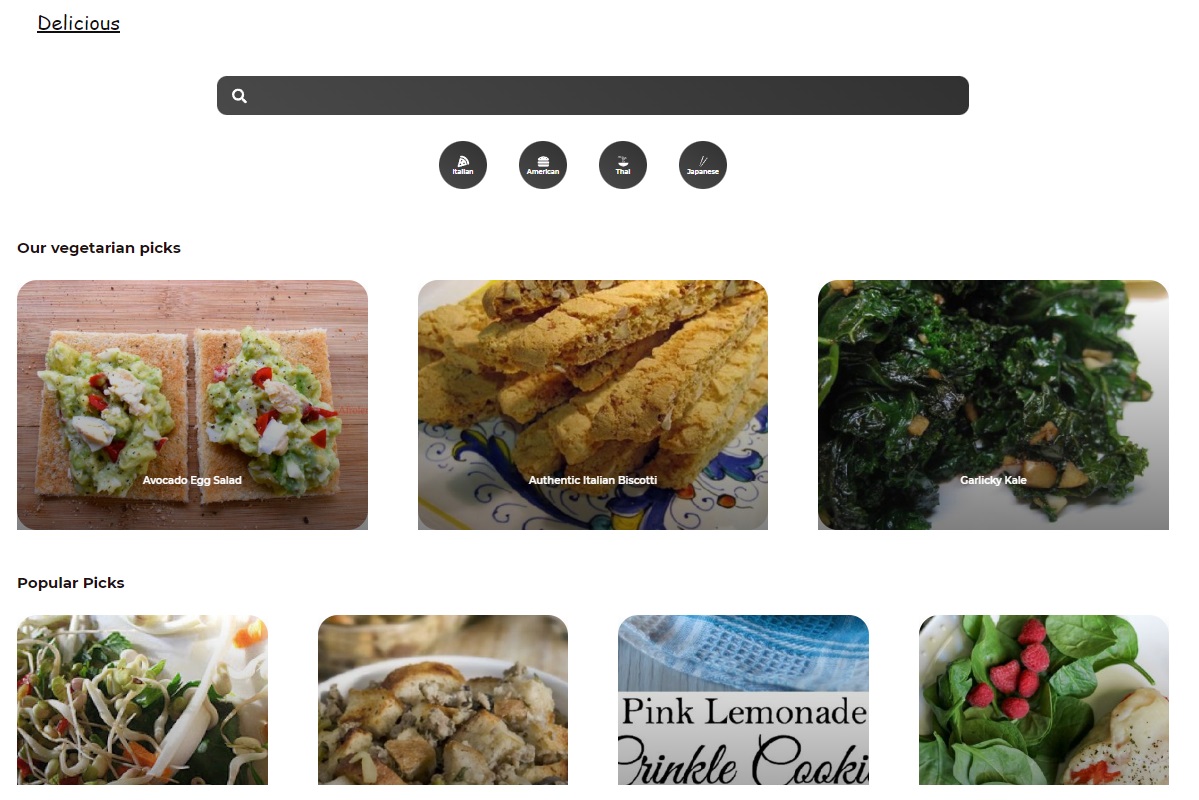 Delicious
Italian
American
Thai
Japanese
Our vegetarian picks
Avocado Egg Salad
Authentic Italian Biscotti
Garlicky Kale
Popular Picks
Pink Lemonade
Crinkle Cooki